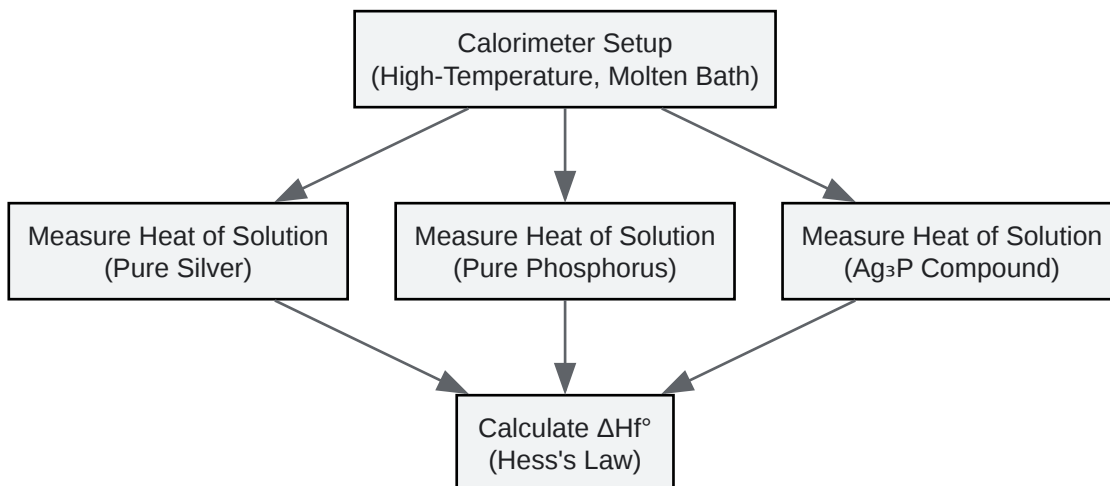 Calorimeter Setup
(High-Temperature, Molten Bath)
Measure Heat of Solution
(Pure Silver)
Measure Heat of Solution
(Pure Phosphorus)
Measure Heat of Solution
(Ag₃P Compound)
Calculate ΔHf°
(Hess's Law)